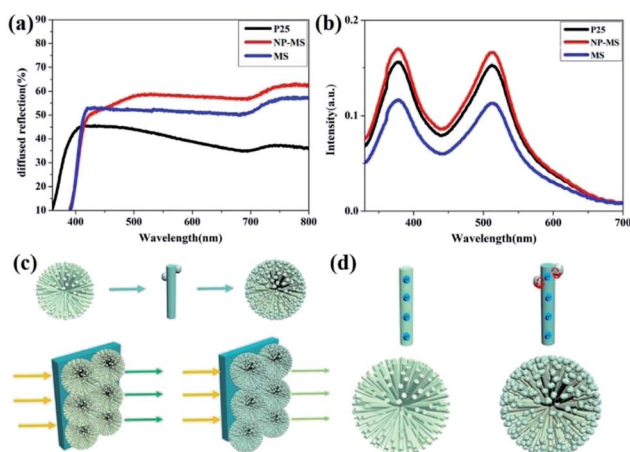 (a)
P25
NP-MS
MS
diffused reflection(%)
90
80
70
60
50
40
30
20
10
400
500
600
700
800
Wavelength(nm)
(b)
P25
NP-MS
MS
Intensity(a.u.)
0.2
0.1
0.0
400
500
600
700
Wavelength(nm)
(c)
(d)